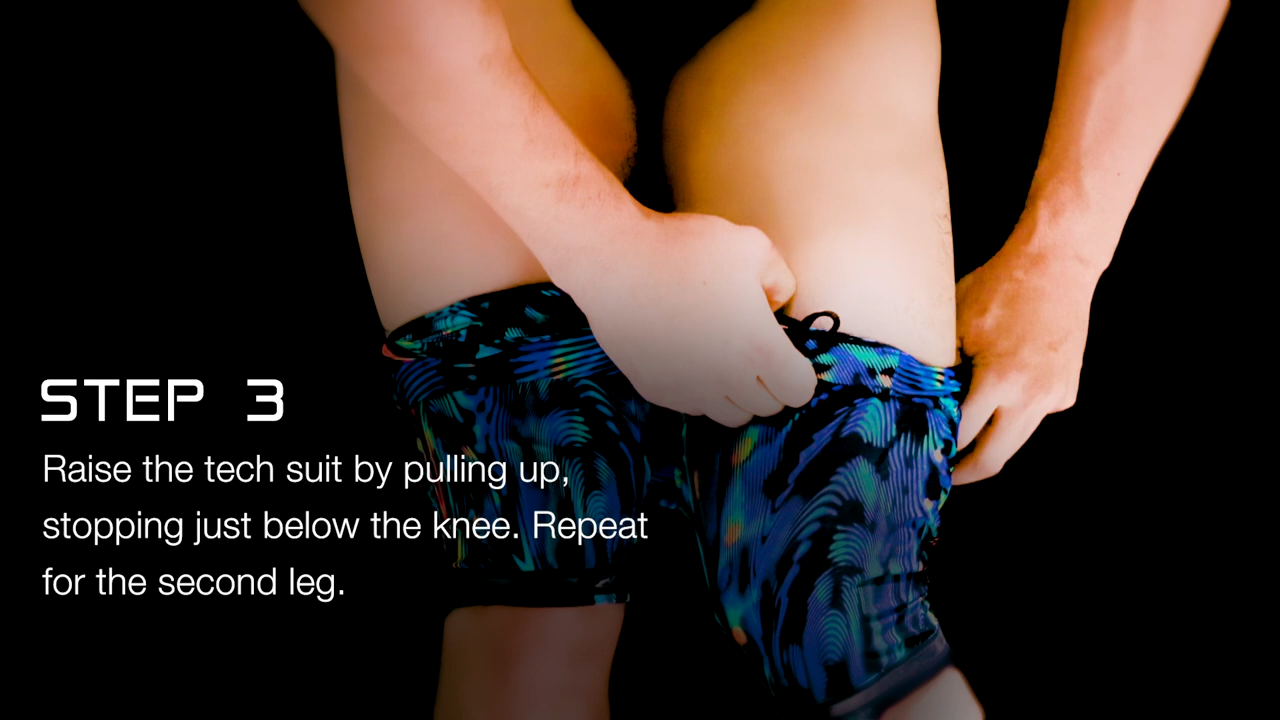 STEP 3
Raise the tech suit by pulling up,
stopping just below the knee. Repeat
for the second leg.